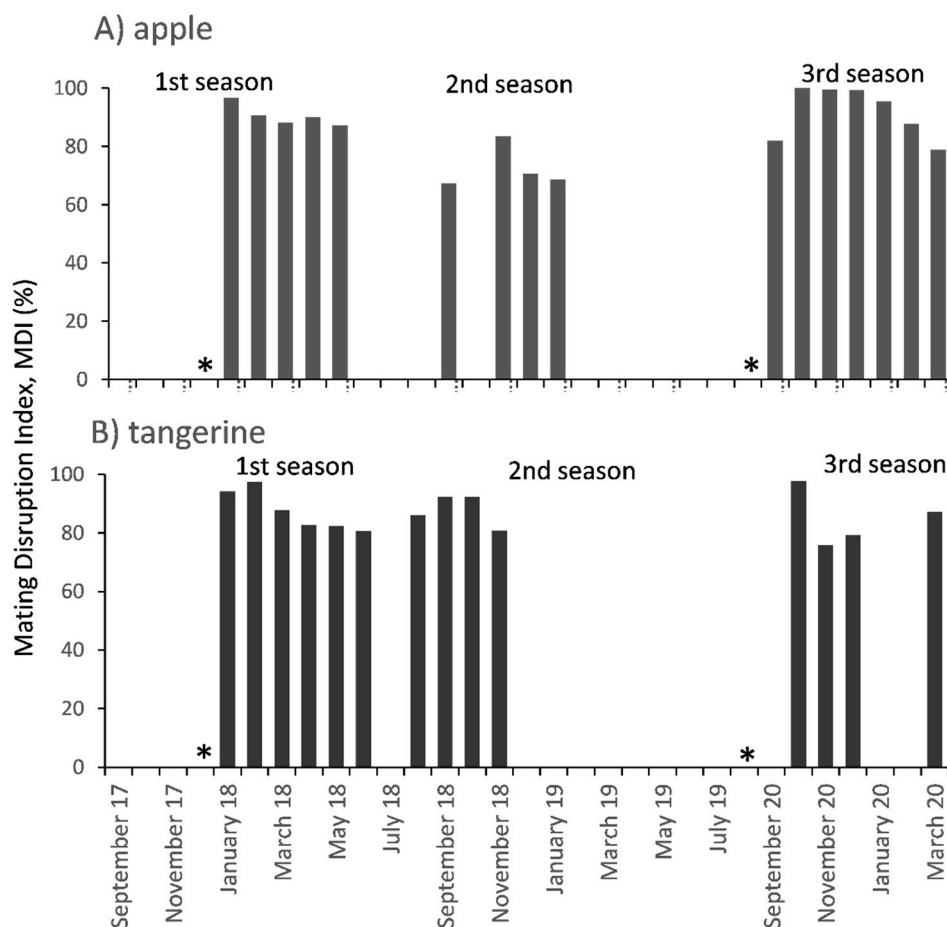 A) apple
1st season
2nd season
3rd season
100
80
60
40
20
0
*
*
Mating Disruption Index, MDI (%)
B) tangerine
1st season
2nd season
3rd season
100
80
60
40
20
0
*
*
September 17
November 17
January 18
March 18
May 18
July 18
September 18
November 18
January 19
March 19
May 19
July 19
September 20
November 20
January 20
March 20